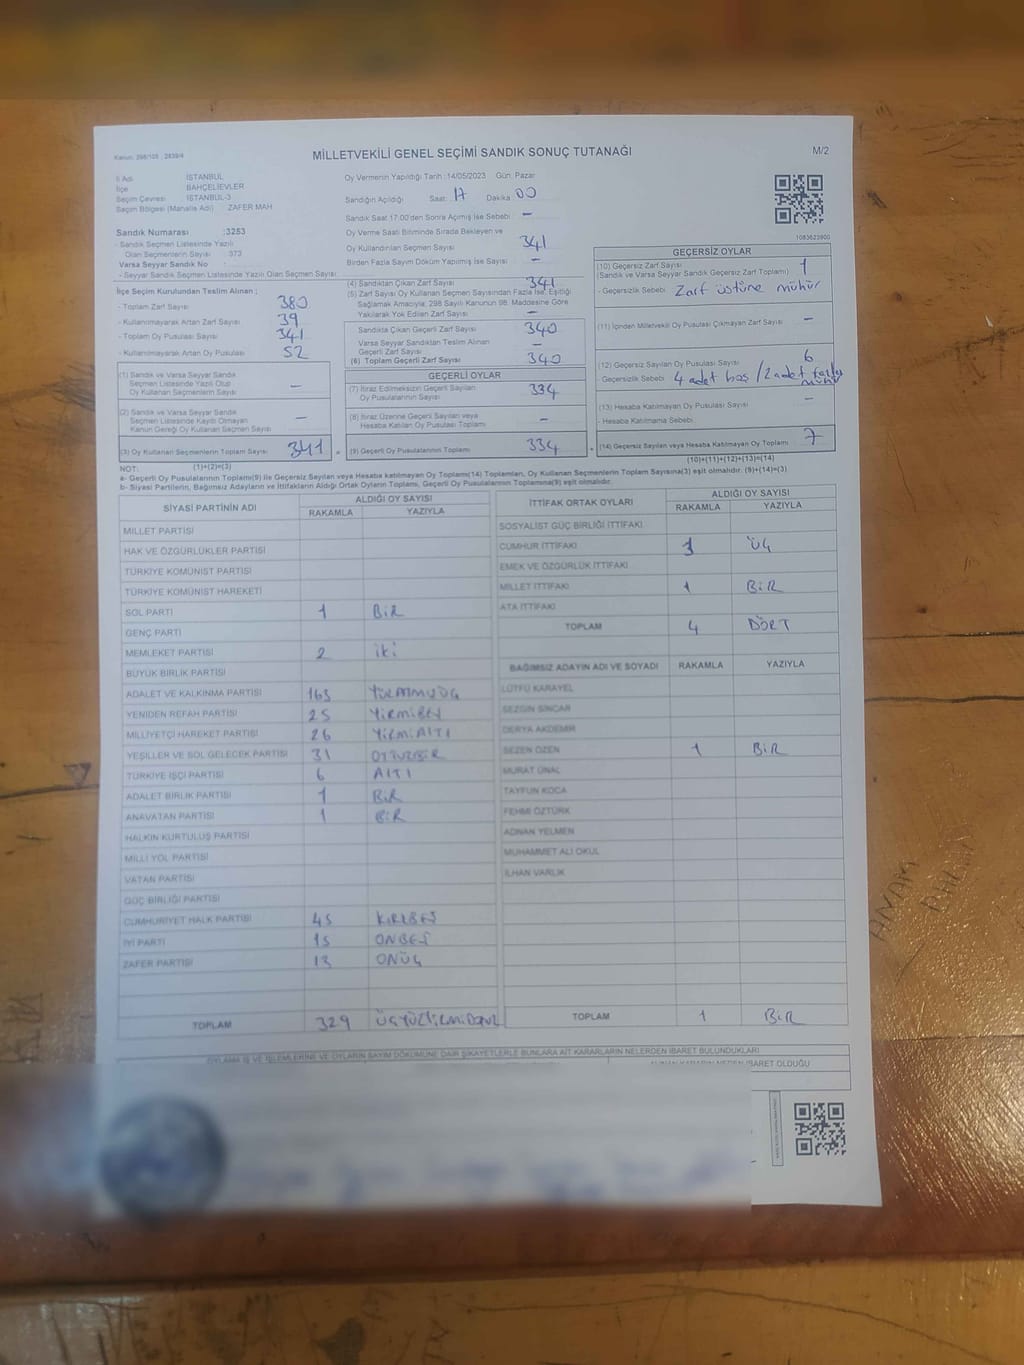 Kanun: 298/105 , 2839/4
MİLLETVEKİLİ GENEL SEÇİMİ SANDIK SONUÇ TUTANAĞI
M/2
İl Adı İSTANBUL
İlçe BAHÇELİEVLER
Seçim Çevresi İSTANBUL-3
Seçim Bölgesi (Mahalle Adı) ZAFER MAH
Sandık Numarası :3253
- Sandık Seçmen Listesinde Yazılı
Olan Seçmenlerin Sayısı 373
Varsa Seyyar Sandık No
- Seyyar Sandık Seçmen Listesinde Yazılı Olan Seçmen Sayısı
Oy Vermenin Yapıldığı Tarih :14/05/2023 Gün: Pazar
Sandığın Açıldığı Saat: 17 Dakika 00
Sandık Saat 17:00'den Sonra Açımış İse Sebebi: -
Oy Verme Saati Bitiminde Sırada Bekleyen ve
Oy Kullandırılan Seçmen Sayısı 341
Birden Fazla Sayım Döküm Yapılmış İse Sayısı -
1083623900
İlçe Seçim Kurulundan Teslim Alınan ;
- Toplam Zarf Sayısı 380
- Kullanılmayarak Artan Zarf Sayısı 39
- Toplam Oy Pusulası Sayısı 341
- Kullanılmayarak Artan Oy Pusulası 52
(1) Sandık ve Varsa Seyyar Sandık
Seçmen Listesinde Yazılı Olup
Oy Kullanan Seçmenlerin Sayısı -
(2) Sandık ve Varsa Seyyar Sandık
Seçmen Listesinde Kayıtlı Olmayan
Kanun Gereği Oy Kullanan Seçmen Sayısı -
(3) Oy Kullanan Seçmenlerin Toplam Sayısı 341
(1)+(2)=(3)
(4) Sandıktan Çıkan Zarf Sayısı 341
(5) Zarf Sayısı Oy Kullanan Seçmen Sayısından Fazla İse, Eşitliği
Sağlamak Amacıyla; 298 Sayılı Kanunun 98. Maddesine Göre
Yakılarak Yok Edilen Zarf Sayısı -
Sandıkta Çıkan Geçerli Zarf Sayısı 340
Varsa Seyyar Sandıktan Teslim Alınan
Geçerli Zarf Sayısı -
(6) Toplam Geçerli Zarf Sayısı 340
GEÇERLİ OYLAR
(7) İtiraz Edilmeksizin Geçerli Sayılan
Oy Pusulalarının Sayısı 334
(8) İtiraz Üzerine Geçerli Sayılan veya
Hesaba Katılan Oy Pusulası Toplamı -
(9) Geçerli Oy Pusulalarının Toplamı 334
GEÇERSİZ OYLAR
(10) Geçersiz Zarf Sayısı 1
(Sandık ve Varsa Seyyar Sandık Geçersiz Zarf Toplamı)
- Geçersizlik Sebebi Zarf üstüne mühür
(11) İçinden Milletvekili Oy Pusulası Çıkmayan Zarf Sayısı -
(12) Geçersiz Sayılan Oy Pusulası Sayısı 6
- Geçersizlik Sebebi 4 adet boş / 2 adet fazla mühür
(13) Hesaba Katılmayan Oy Pusulası Sayısı -
- Hesaba Katılmama Sebebi
(14) Geçersiz Sayılan veya Hesaba Katılmayan Oy Toplamı 7
(10)+(11)+(12)+(13)=(14)
NOT:
a- Geçerli Oy Pusulalarının Toplamı(9) ile Geçersiz Sayılan veya Hesaba katılmayan Oy Toplamı(14) Toplamları, Oy Kullanan Seçmenlerin Toplam Sayısına(3) eşit olmalıdır. (9)+(14)=(3)
b- Siyasi Partilerin, Bağımsız Adayların ve İttifakların Aldığı Ortak Oyların Toplamı, Geçerli Oy Pusulalarının Toplamına(9) eşit olmalıdır.
SİYASİ PARTİNİN ADI ALDIĞI OY SAYISI
RAKAMLA YAZIYLA
MİLLET PARTİSİ
HAK VE ÖZGÜRLÜKLER PARTİSİ
TÜRKİYE KOMÜNİST PARTİSİ
TÜRKİYE KOMÜNİST HAREKETİ
SOL PARTİ 1 BİR
GENÇ PARTİ
MEMLEKET PARTİSİ 2 iki
BÜYÜK BİRLİK PARTİSİ
ADALET VE KALKINMA PARTİSİ 163
YENİDEN REFAH PARTİSİ 25 YİRMİBEŞ
MİLLİYETÇİ HAREKET PARTİSİ 26 YİRMİALTI
YEŞİLLER VE SOL GELECEK PARTİSİ 31 OTUZBİR
TÜRKİYE İŞÇİ PARTİSİ 6 ALTI
ADALET BİRLİK PARTİSİ 1 BİR
ANAVATAN PARTİSİ 1 BİR
HALKIN KURTULUŞ PARTİSİ
MİLLİ YOL PARTİSİ
VATAN PARTİSİ
GÜÇ BİRLİĞİ PARTİSİ
CUMHURİYET HALK PARTİSİ 45 KIRKBEŞ
İYİ PARTİ 15 ONBEŞ
ZAFER PARTİSİ 13 ONÜÇ
TOPLAM 329
İTTİFAK ORTAK OYLARI ALDIĞI OY SAYISI
RAKAMLA YAZIYLA
SOSYALİST GÜÇ BİRLİĞİ İTTİFAKI
CUMHUR İTTİFAKI 3 ÜÇ
EMEK VE ÖZGÜRLÜK İTTİFAKI
MİLLET İTTİFAKI 1 BİR
ATA İTTİFAKI
TOPLAM 4 DÖRT
BAĞIMSIZ ADAYIN ADI VE SOYADI RAKAMLA YAZIYLA
LÜTFÜ KARAYEL
SEZGİN SİNCAR
DERYA AKDEMİR
SEZEN ÖZEN 1 BİR
MURAT ÜNAL
TAYFUN KOCA
FEHMİ ÖZTÜRK
ADNAN YELMEN
MUHAMMET ALİ OKUL
İLHAN VARLIK
TOPLAM 1 BİR
OYLAMA İŞ VE İŞLEMLERİNE VE OYLARIN SAYIM DÖKÜMÜNE DAİR ŞİKAYETLERLE BUNLARA AİT KARARLARIN NELERDEN İBARET BULUNDUKLARI
ALINAN KARARIN NEDEN İBARET OLDUĞU